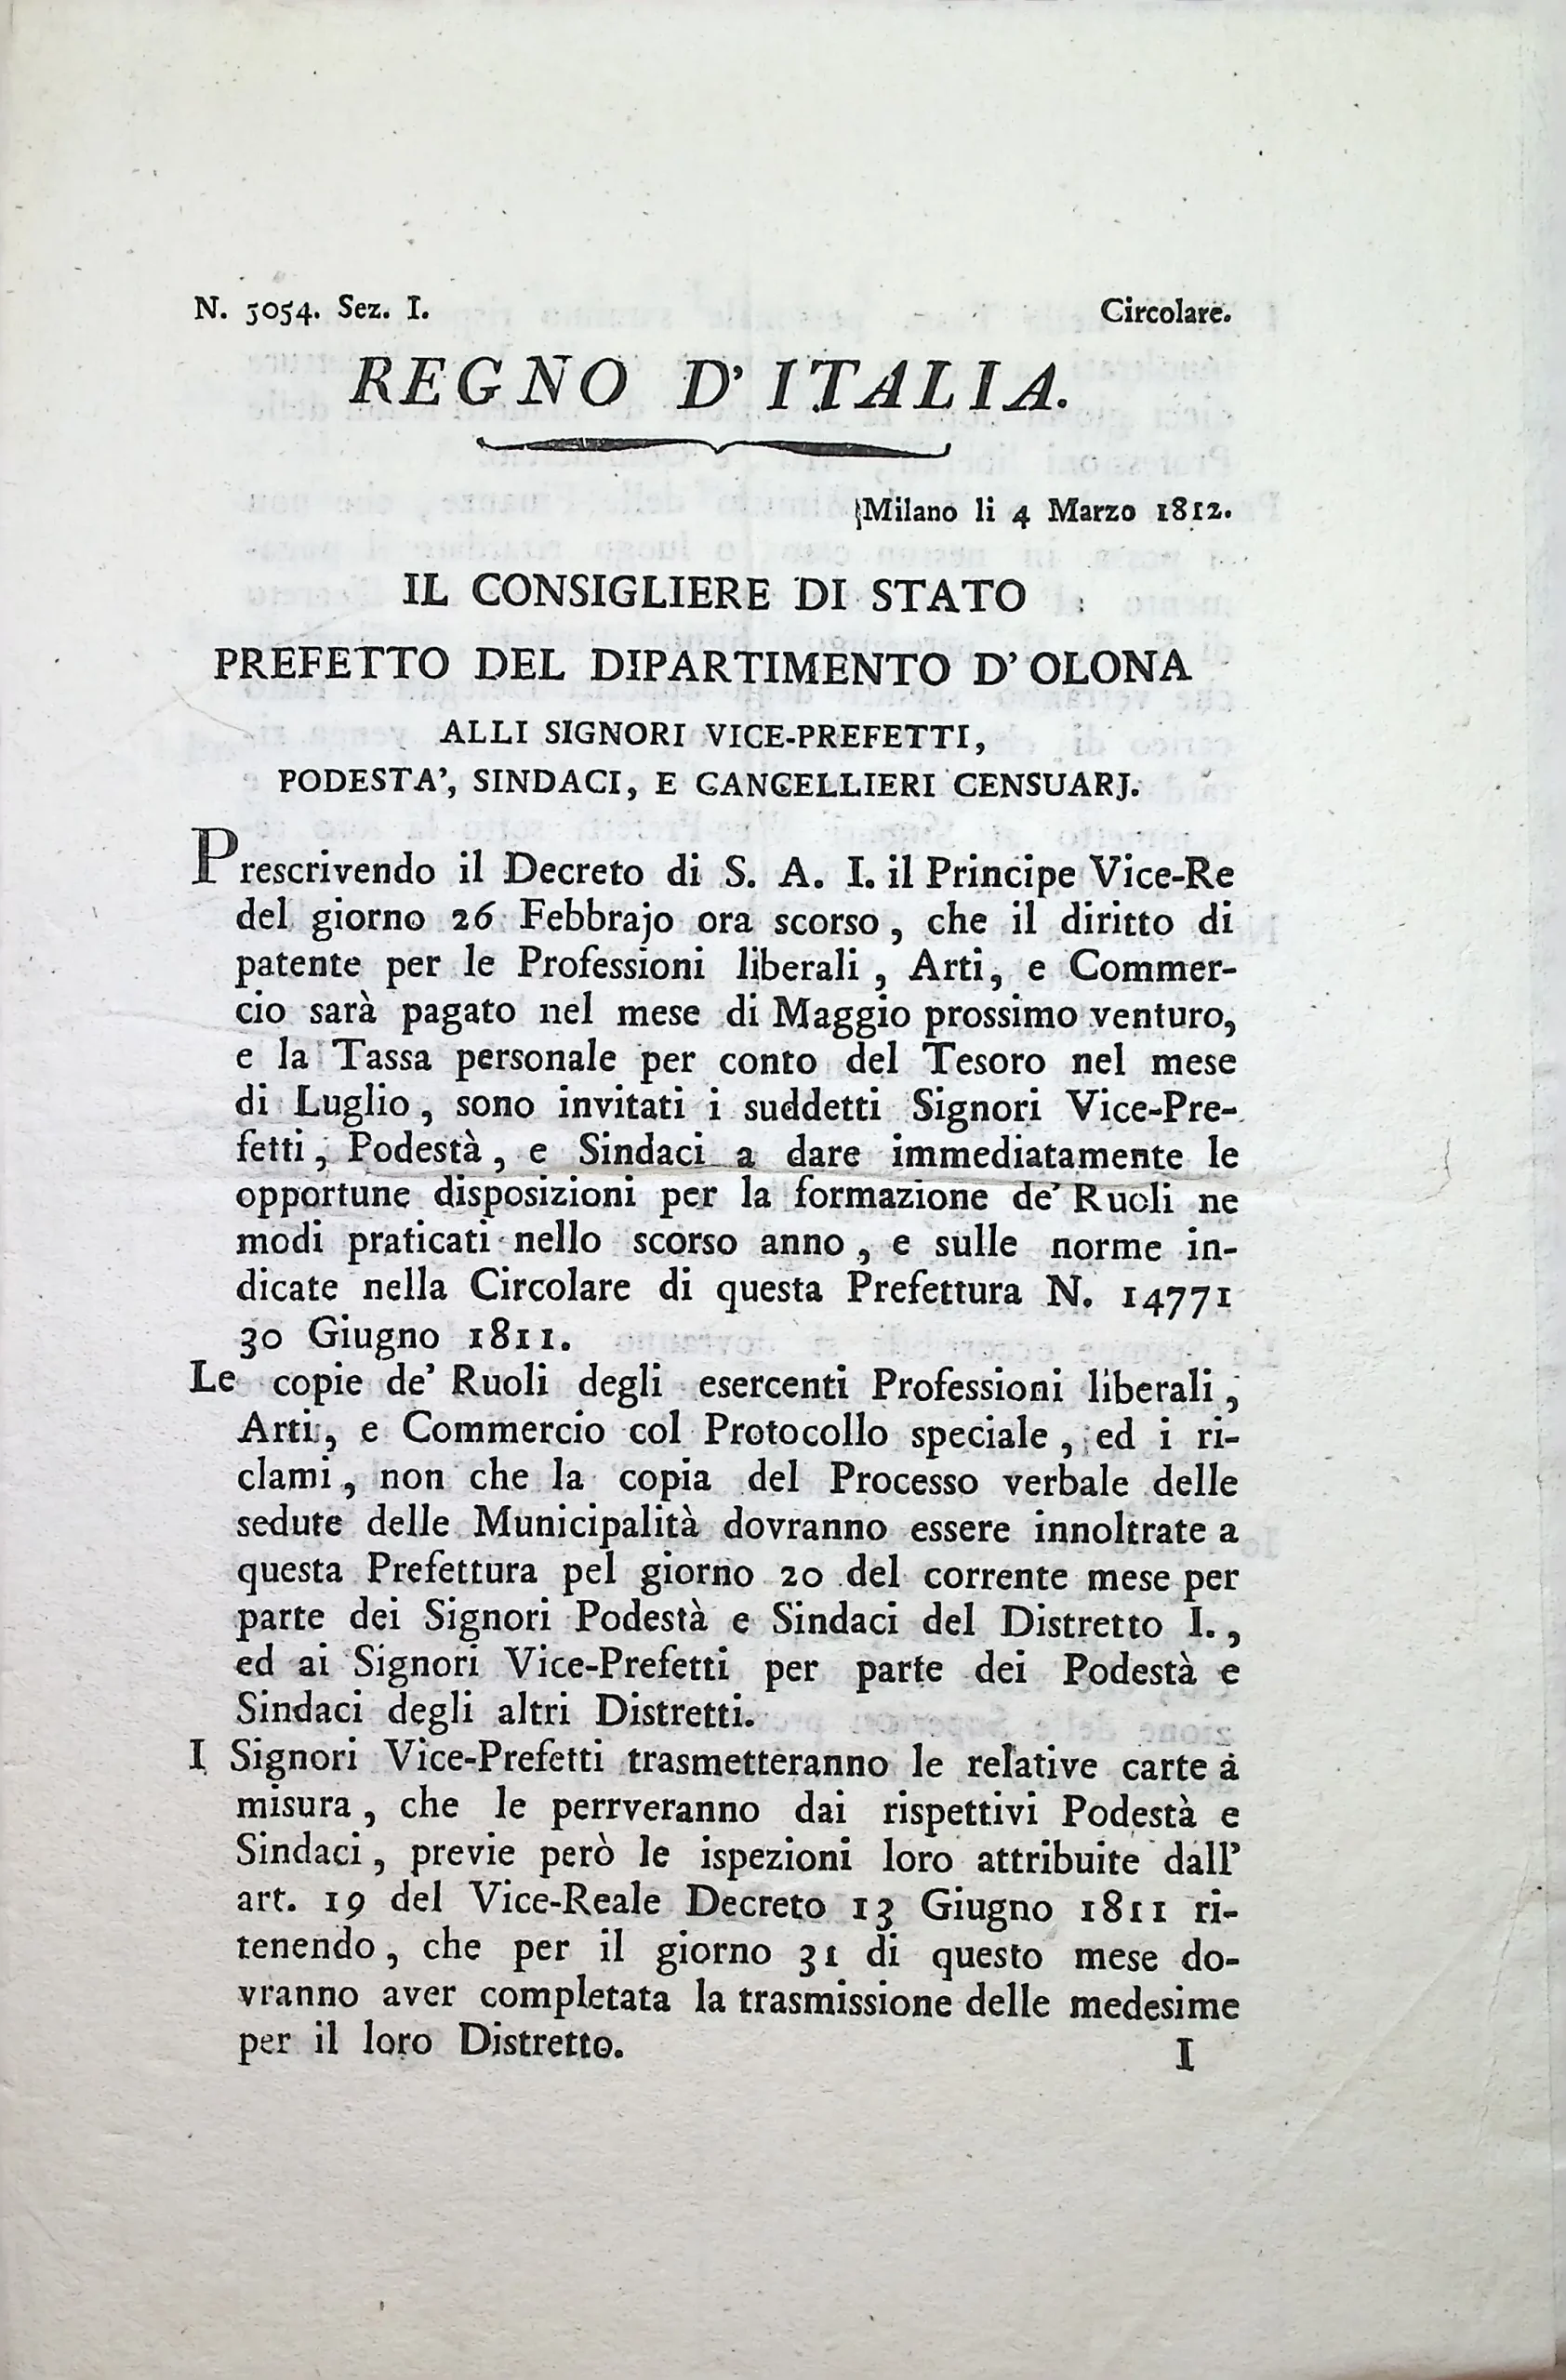 N. 5054. Sez. I. Circolare.
REGNO D' ITALIA.
Milano li 4 Marzo 1812.
IL CONSIGLIERE DI STATO
PREFETTO DEL DIPARTIMENTO D' OLONA
ALLI SIGNORI VICE-PREFETTI,
PODESTA', SINDACI, E CANCELLIERI CENSUARJ.
Prescrivendo il Decreto di S. A. I. il Principe Vice-Re
del giorno 26 Febbrajo ora scorso, che il diritto di
patente per le Professioni liberali, Arti, e Commer-
cio sarà pagato nel mese di Maggio prossimo venturo,
e la Tassa personale per conto del Tesoro nel mese
di Luglio, sono invitati i suddetti Signori Vice-Pre-
fetti, Podestà, e Sindaci a dare immediatamente le
opportune disposizioni per la formazione de' Ruoli ne
modi praticati nello scorso anno, e sulle norme in-
dicate nella Circolare di questa Prefettura N. 14771
30 Giugno 1811.
Le copie de' Ruoli degli esercenti Professioni liberali,
Arti, e Commercio col Protocollo speciale, ed i ri-
clami, non che la copia del Processo verbale delle
sedute delle Municipalità dovranno essere innoltrate a
questa Prefettura pel giorno 20 del corrente mese per
parte dei Signori Podestà e Sindaci del Distretto I.,
ed ai Signori Vice-Prefetti per parte dei Podestà e
Sindaci degli altri Distretti.
I Signori Vice-Prefetti trasmetteranno le relative carte a
misura, che le perrveranno dai rispettivi Podestà e
Sindaci, previe però le ispezioni loro attribuite dall'
art. 19 del Vice-Reale Decreto 13 Giugno 1811 ri-
tenendo, che per il giorno 31 di questo mese do-
vranno aver completata la trasmissione delle medesime
per il loro Distretto. I